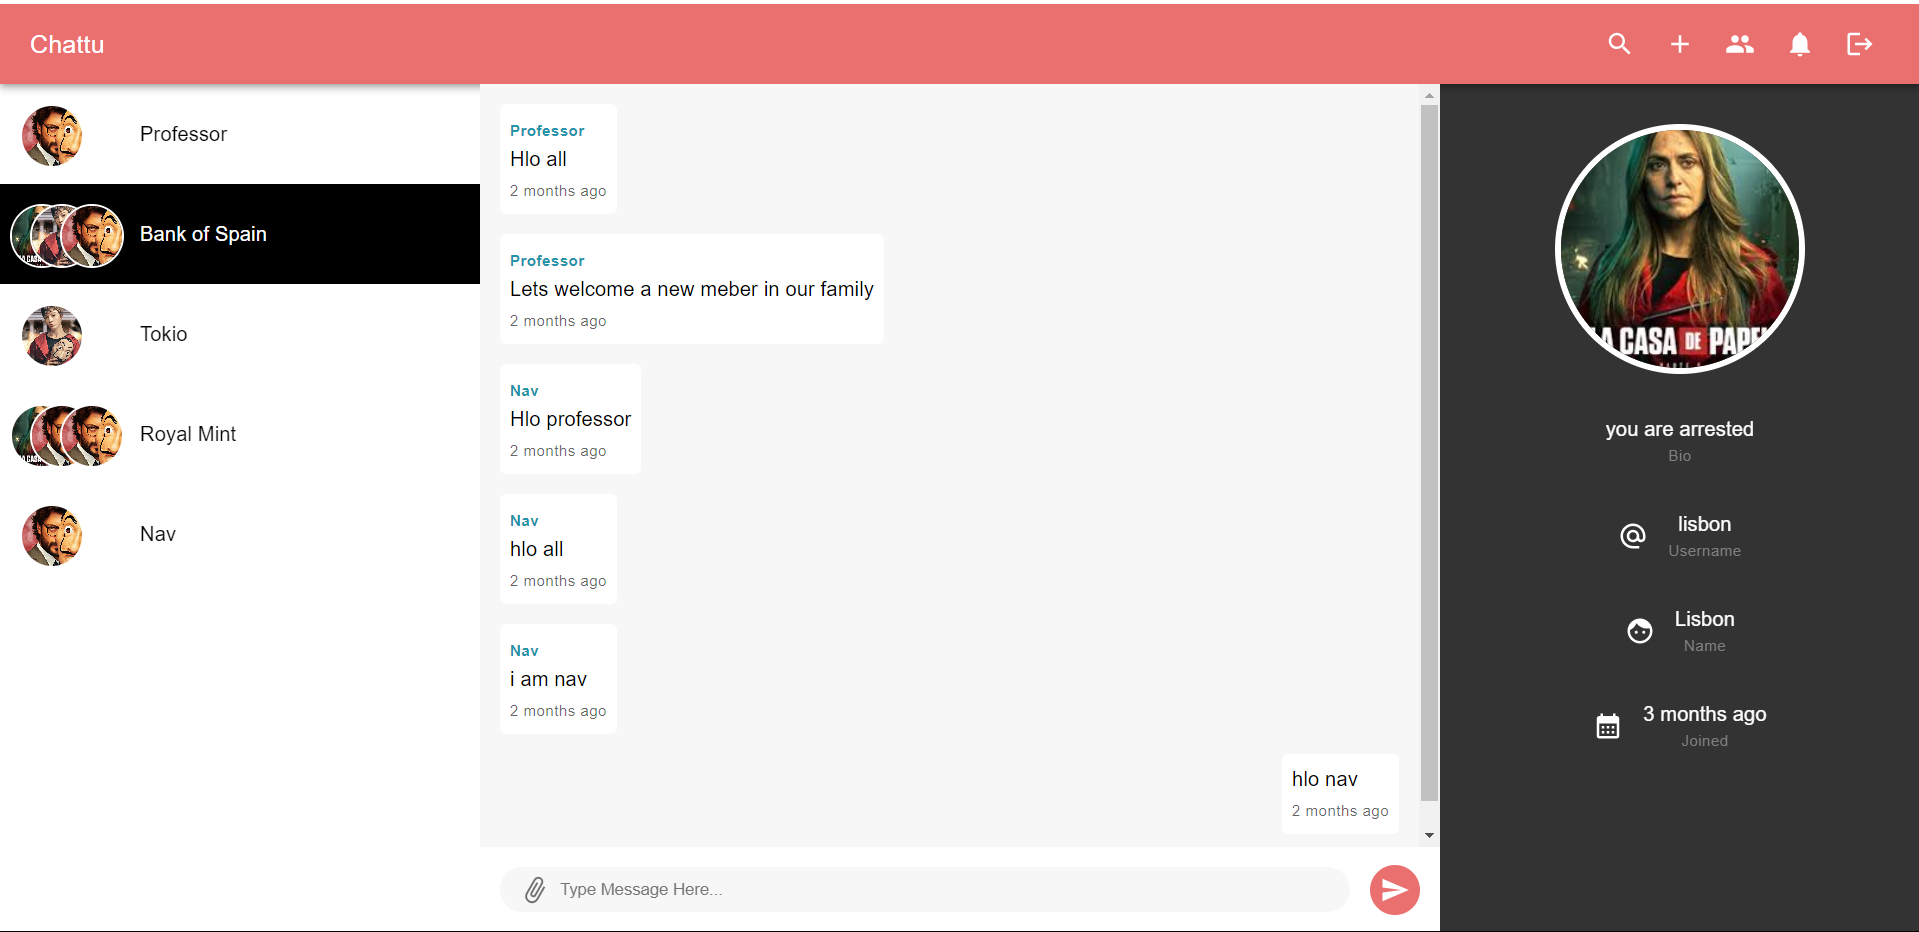 Chattu
Professor
Bank of Spain
Tokio
Royal Mint
Nav
Professor
Hlo all
2 months ago
Professor
Lets welcome a new meber in our family
2 months ago
Nav
Hlo professor
2 months ago
Nav
hlo all
2 months ago
Nav
i am nav
2 months ago
hlo nav
2 months ago
Type Message Here...
LA CASA DE PAPEL
you are arrested
Bio
lisbon
Username
Lisbon
Name
3 months ago
Joined